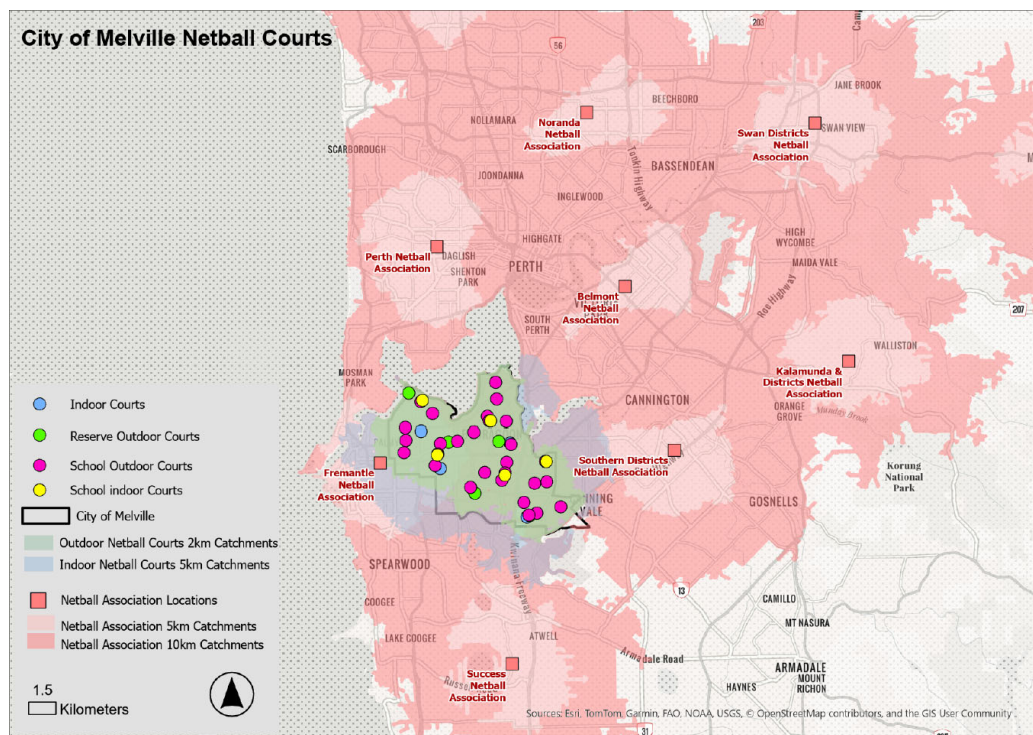 City of Melville Netball Courts
203
Camp
56
JANE BROOK
BEECHBORO
Noranda
Netball
Association
NOLLAMARA
Swan Districts
Netball
Association
SWAN VIEW
SCARBOROUGH
Tonkin Highway
BASSENDEAN
JOONDANNA
INGLEWOOD
HIGH
WYCOMBE
HIGHGATE
MAIDA VALE
Perth Netball
Association
DAGLISH
SHENTON
PARK
PERTH
Roe Highway
Belmont
Netball
Association
SOUTH
PERTH
207
WALLISTON
MOSMAN
PARK
Kalamunda &
Districts Netball
Association
CANNINGTON
ORANGE
GROVE
Indoor Courts
Reserve Outdoor Courts
School Outdoor Courts
School indoor Courts
City of Melville
Outdoor Netball Courts 2km Catchments
Indoor Netball Courts 5km Catchments
Netball Association Locations
Netball Association 5km Catchments
Netball Association 10km Catchments
1.5
Kilometers
Fremantle
Netball
Association
Southern Districts
Netball Association
Korung
National
Park
GOSNELLS
VALE
SPEARWOOD
Kwinana Freeway
13
COOGEE
CAMILLO
MT NASURA
LAKE COOGEE
ATWELL
Armadale Road
ARMADALE
MOUNT
RICHON
HAYNES
Success
Netball
Association
Sources: Esri, TomTom, Garmin, FAO, NOAA, USGS, © OpenStreetMap contributors, and the GIS User Community
31